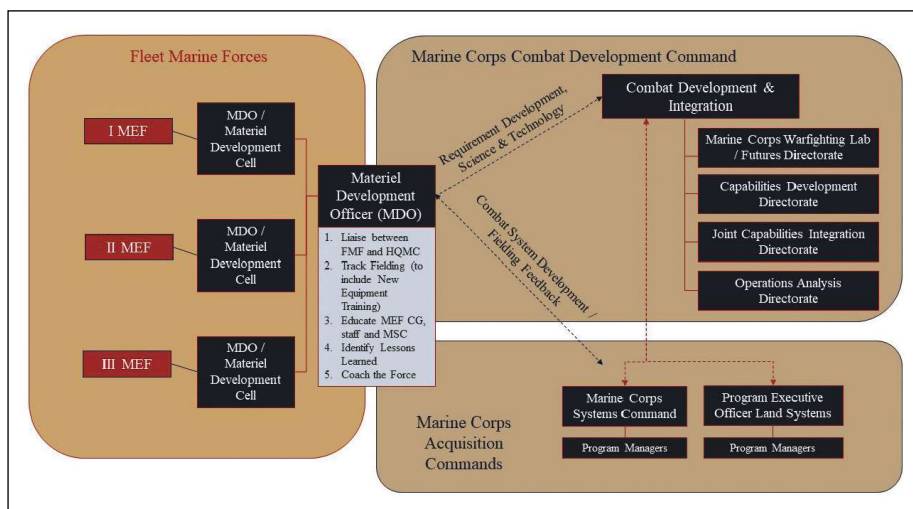 Fleet Marine Forces
I MEF
MDO /
Materiel
Development
Cell
II MEF
MDO /
Materiel
Development
Cell
III MEF
MDO /
Materiel
Development
Cell
Materiel
Development
Officer (MDO)
1. Liaise between
FMF and HQMC
2. Track Fielding (to
include New
Equipment
Training)
3. Educate MEF CG,
staff and MSC
4. Identify Lessons
Learned
5. Coach the Force
Marine Corps Combat Development Command
Requirement Development,
Science & Technology
Combat System Development /
Fielding Feedback
Combat Development &
Integration
Marine Corps Warfighting Lab
/ Futures Directorate
Capabilities Development
Directorate
Joint Capabilities Integration
Directorate
Operations Analysis
Directorate
Marine Corps
Acquisition
Commands
Marine Corps
Systems Command
Program Managers
Program Executive
Officer Land Systems
Program Managers